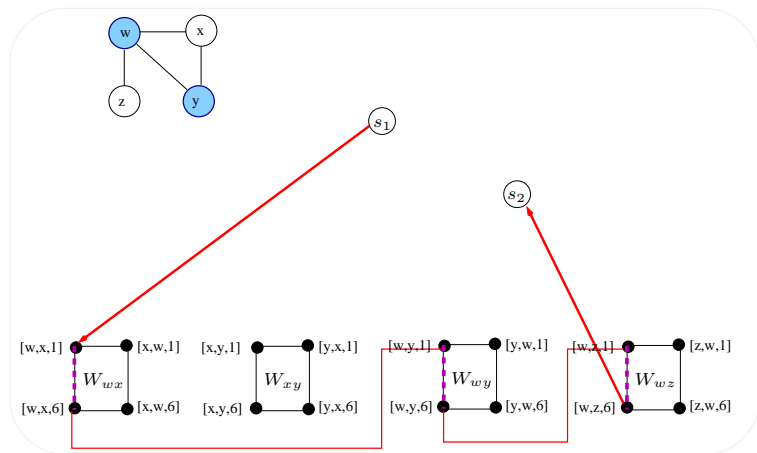 w
x
z
y
s1
s2
[w,x,1]
[x,w,1]
[x,y,1]
[y,x,1]
[w,y,1]
[y,w,1]
[w,z,1]
[z,w,1]
Wwx
Wxy
Wwy
Wwz
[w,x,6]
[x,w,6]
[x,y,6]
[y,x,6]
[w,y,6]
[y,w,6]
[w,z,6]
[z,w,6]